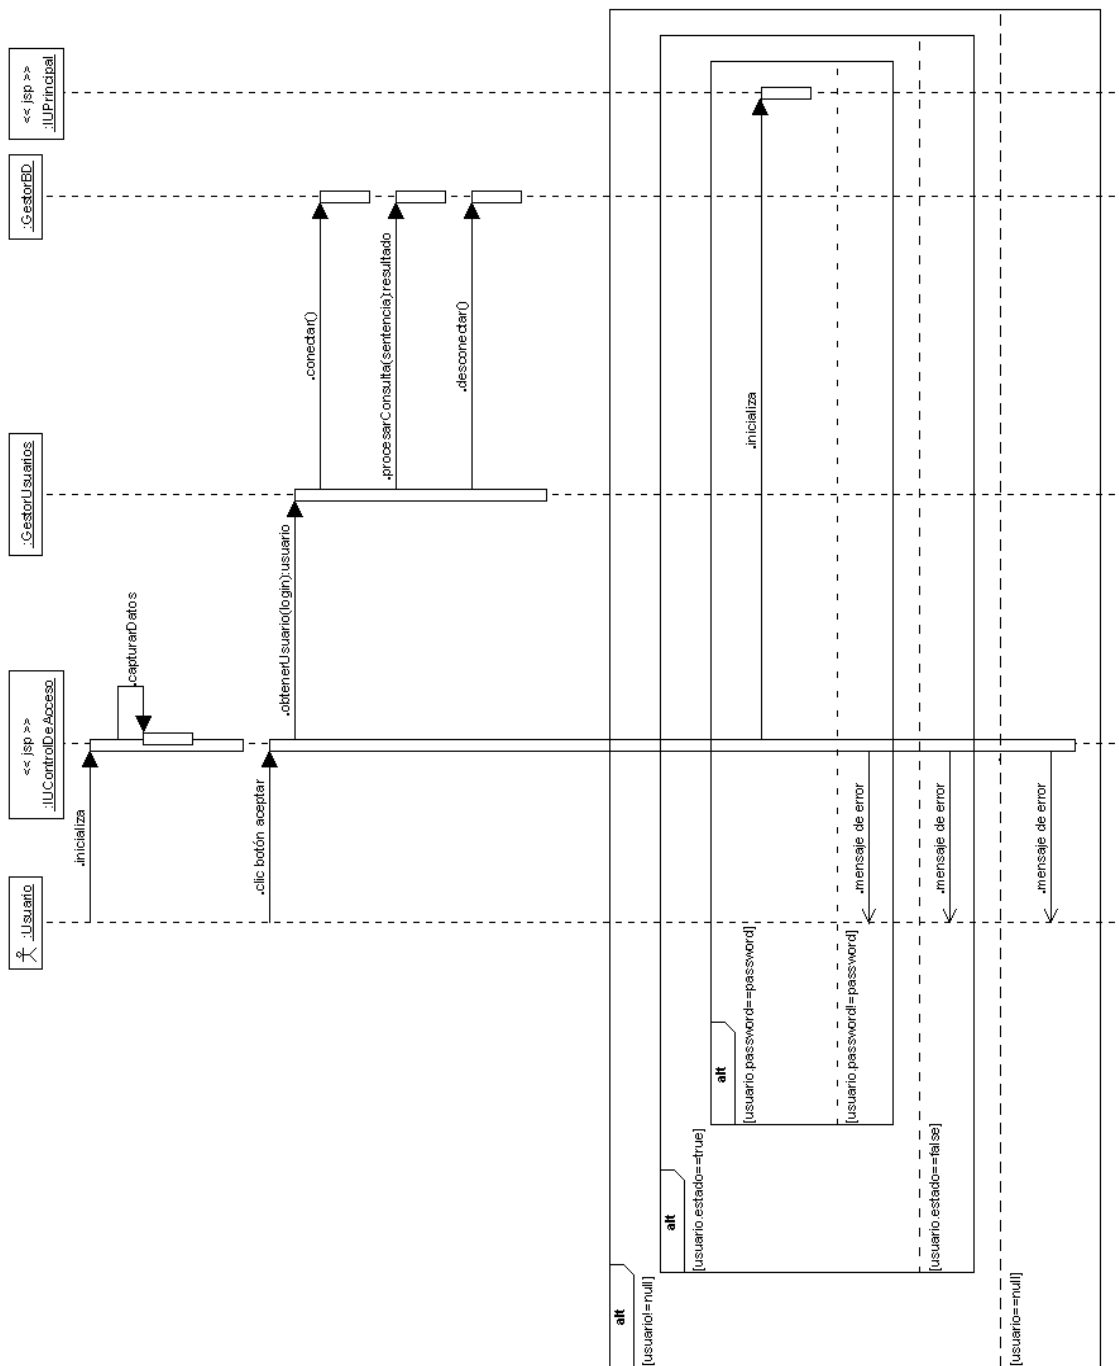 :Usuario
<< jsp >>
:IUControlDeAcceso
:GestorUsuarios
:GestorBD
<< jsp >>
:IUPrincipal
.inicializa
.capturarDatos
.clic botón aceptar
.obtenerUsuario(login):usuario
.conectar()
.procesarConsulta(sentencia):resultado
.desconectar()
alt
[usuario!=null]
alt
[usuario.estado==true]
alt
[usuario.password==password]
.inicializa
[usuario.password!=password]
.mensaje de error
[usuario.estado==false]
.mensaje de error
[usuario==null]
.mensaje de error